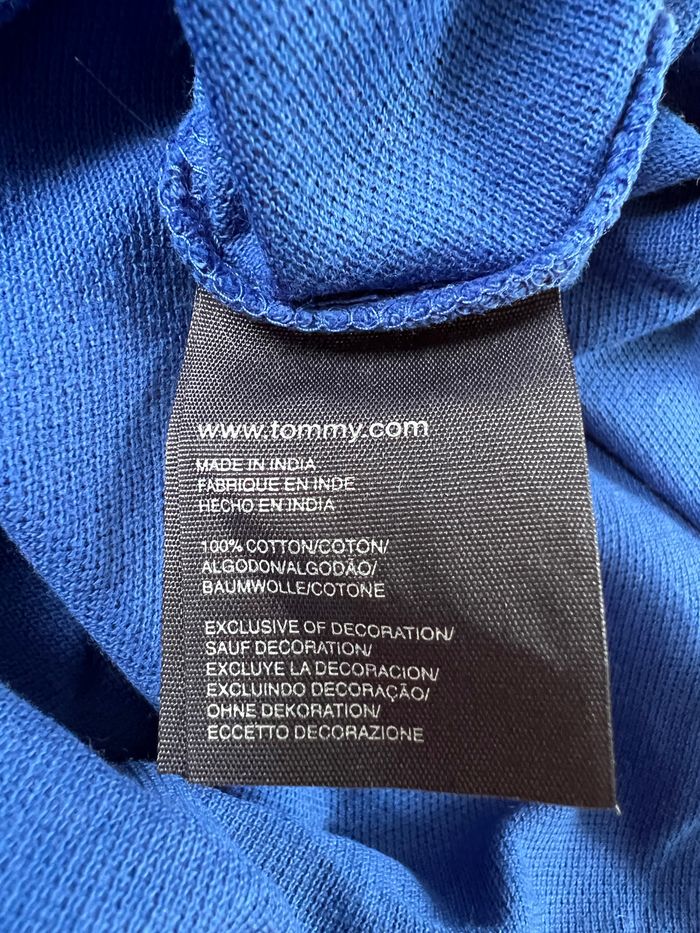 www.tommy.com
MADE IN INDIA
FABRIQUE EN INDE
HECHO EN INDIA
100% COTTON/COTON/
ALGODON/ALGODÃO/
BAUMWOLLE/COTONE
EXCLUSIVE OF DECORATION/
SAUF DECORATION/
EXCLUYE LA DECORACION/
EXCLUINDO DECORAÇÃO/
OHNE DEKORATION/
ECCETTO DECORAZIONE